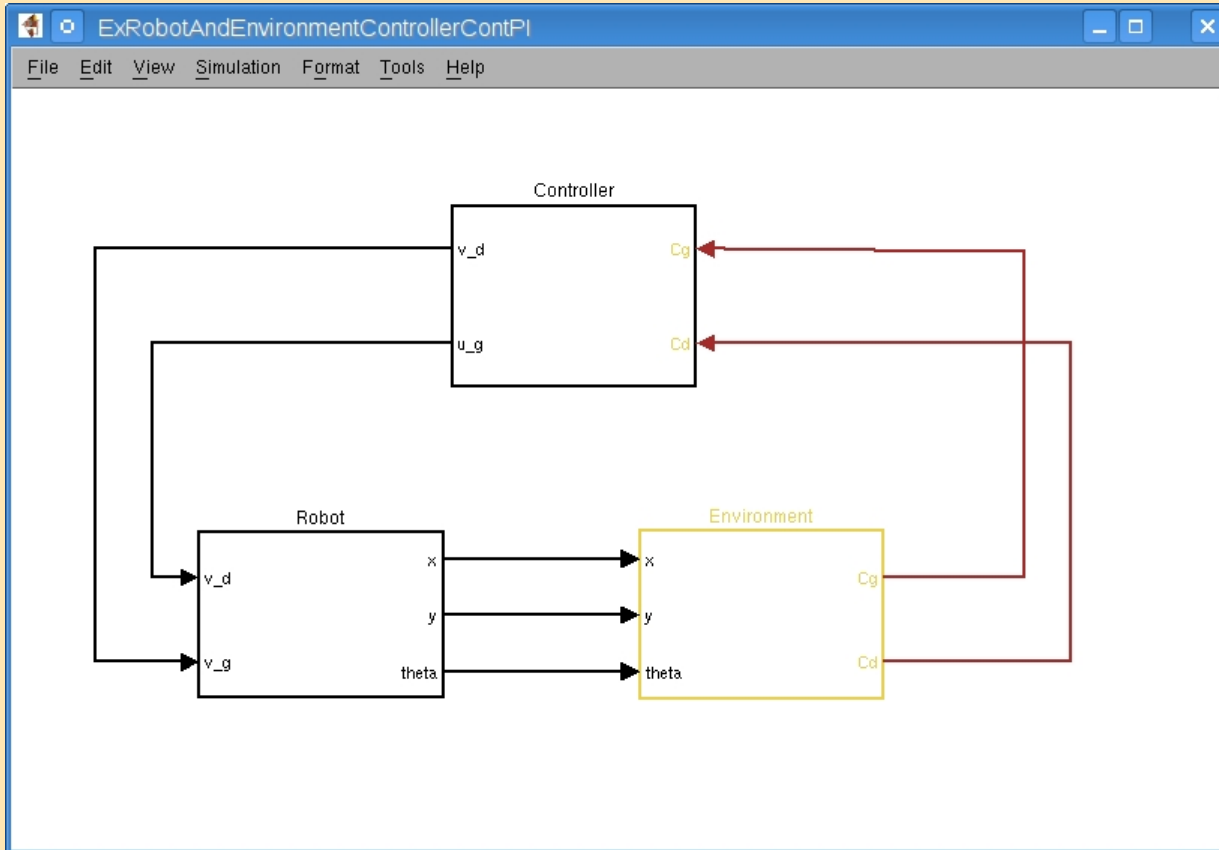 ExRobotAndEnvironmentControllerContPI
File Edit View Simulation Format Tools Help
Controller
v_d Cg
u_g Cd
Robot
x
v_d
y
v_g
theta
Environment
x
Cg
y
Cd
theta